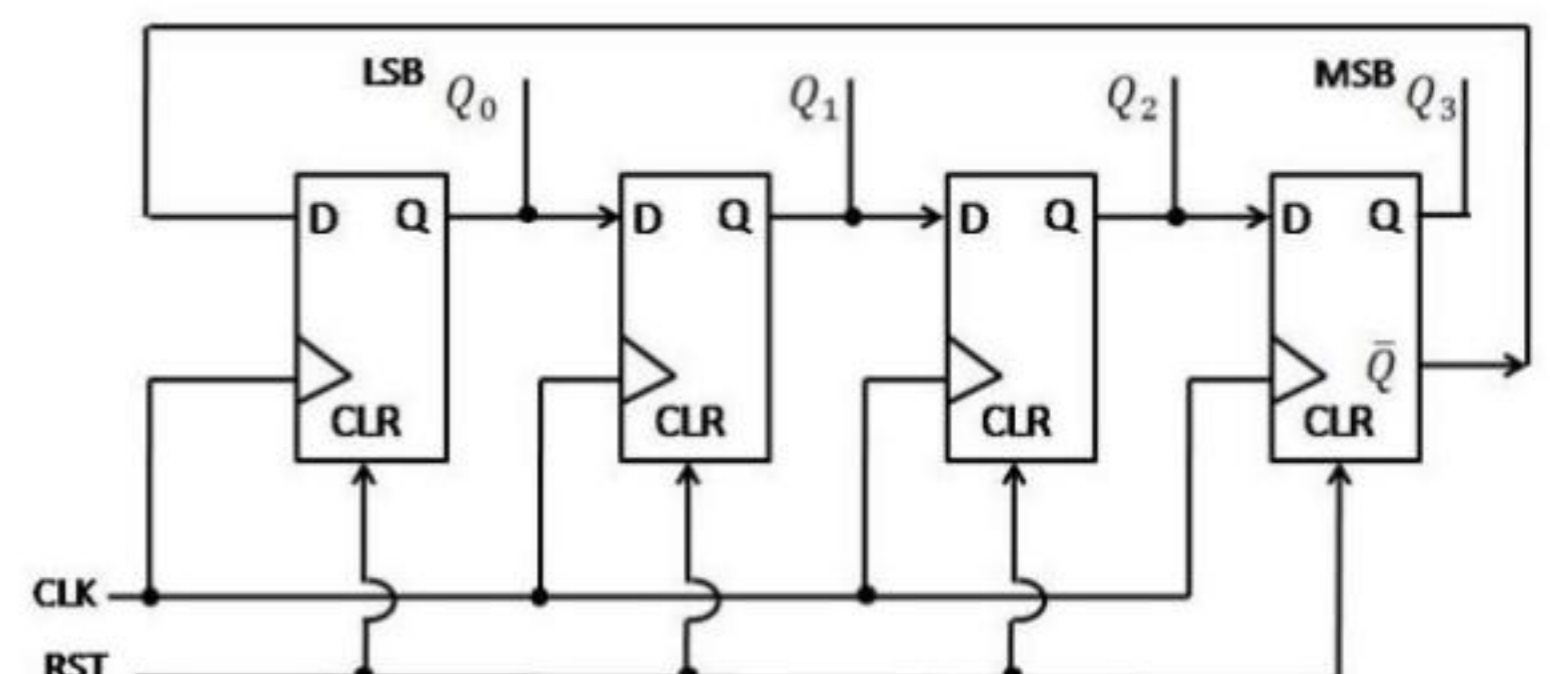 LSB Q₀ Q₁ Q₂ MSB Q₃
D Q D Q D Q D Q
Q̄
CLR CLR CLR CLR
CLK
RST